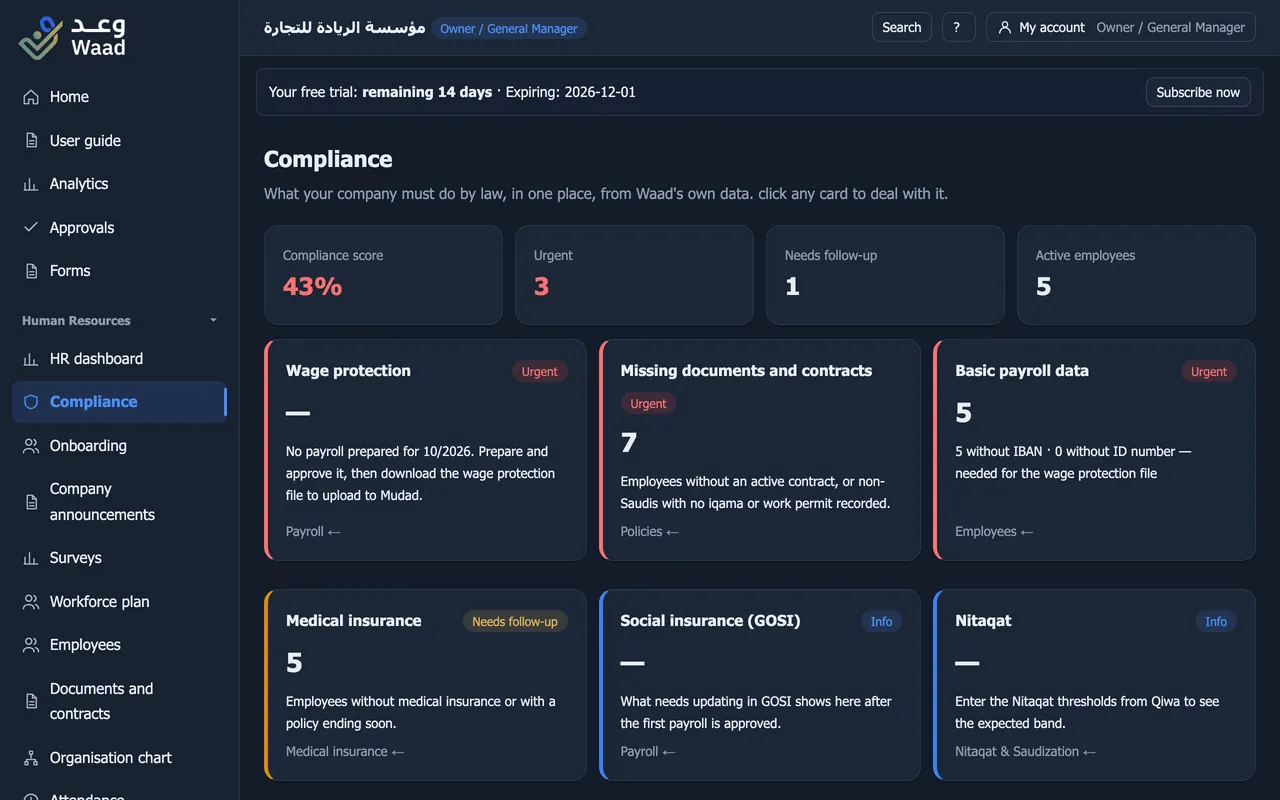 وعد
Waad
Home
User guide
Analytics
Approvals
Forms
Human Resources
HR dashboard
Compliance
Onboarding
Company
announcements
Surveys
Workforce plan
Employees
Documents and
contracts
Organisation chart
Attendance
مؤسسة الريادة للتجارة
Owner / General Manager
Search
?
My account Owner / General Manager
Your free trial: remaining 14 days · Expiring: 2026-12-01
Subscribe now
Compliance
What your company must do by law, in one place, from Waad's own data. click any card to deal with it.
Compliance score
43%
Urgent
3
Needs follow-up
1
Active employees
5
Wage protection
Urgent
—
No payroll prepared for 10/2026. Prepare and
approve it, then download the wage protection
file to upload to Mudad.
Payroll ←
Missing documents and contracts
Urgent
7
Employees without an active contract, or non-
Saudis with no iqama or work permit recorded.
Policies ←
Basic payroll data
Urgent
5
5 without IBAN · 0 without ID number —
needed for the wage protection file
Employees ←
Medical insurance
Needs follow-up
5
Employees without medical insurance or with a
policy ending soon.
Medical insurance ←
Social insurance (GOSI)
Info
—
What needs updating in GOSI shows here after
the first payroll is approved.
Payroll ←
Nitaqat
Info
—
Enter the Nitaqat thresholds from Qiwa to see
the expected band.
Nitaqat & Saudization ←